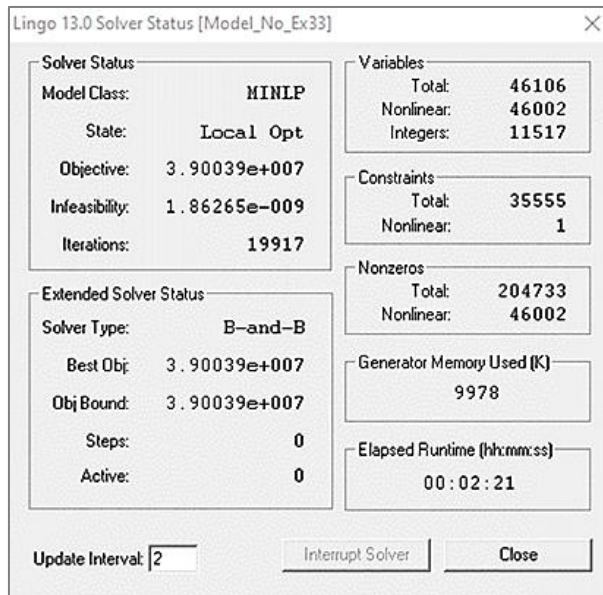 Lingo 13.0 Solver Status [Model_No_Ex33]
Solver Status
Model Class: MINLP
State: Local Opt
Objective: 3.90039e+007
Infeasibility: 1.86265e-009
Iterations: 19917
Extended Solver Status
Solver Type: B-and-B
Best Obj: 3.90039e+007
Obj Bound: 3.90039e+007
Steps: 0
Active: 0
Variables
Total: 46106
Nonlinear: 46002
Integers: 11517
Constraints
Total: 35555
Nonlinear: 1
Nonzeros
Total: 204733
Nonlinear: 46002
Generator Memory Used (K)
9978
Elapsed Runtime (hh:mm:ss)
00:02:21
Update Interval: 2
Interrupt Solver
Close